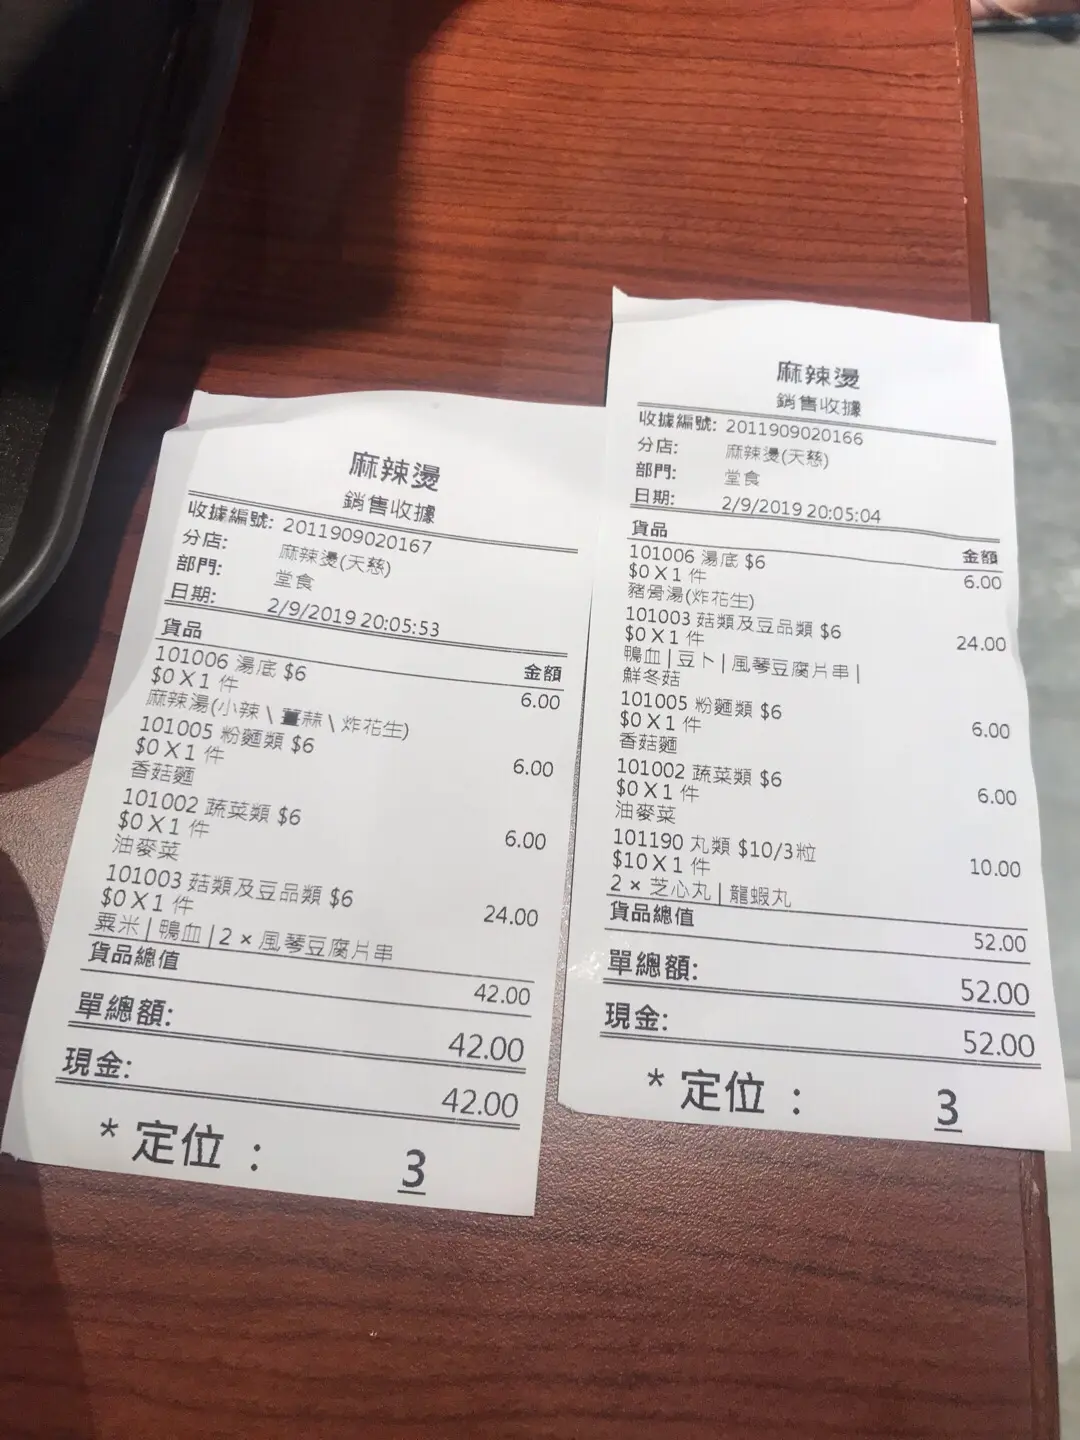 麻辣燙
銷售收據
收據編號: 2011909020167
分店: 麻辣燙(天慈)
部門: 堂食
日期: 2/9/2019 20:05:53
貨品 金額
101006 湯底 $6 6.00
$0 X 1 件
麻辣湯(小辣 \ 薑蒜 \ 炸花生)
101005 粉麵類 $6 6.00
$0 X 1 件
香菇麵
101002 蔬菜類 $6 6.00
$0 X 1 件
油麥菜
101003 菇類及豆品類 $6 24.00
$0 X 1 件
粟米 | 鴨血 | 2 × 風琴豆腐片串
貨品總值 42.00
單總額: 42.00
現金: 42.00
* 定位 : 3
麻辣燙
銷售收據
收據編號: 2011909020166
分店: 麻辣燙(天慈)
部門: 堂食
日期: 2/9/2019 20:05:04
貨品 金額
101006 湯底 $6 6.00
$0 X 1 件
豬骨湯(炸花生)
101003 菇類及豆品類 $6 24.00
$0 X 1 件
鴨血 | 豆卜 | 風琴豆腐片串 |
鮮冬菇
101005 粉麵類 $6 6.00
$0 X 1 件
香菇麵
101002 蔬菜類 $6 6.00
$0 X 1 件
油麥菜
101190 丸類 $10/3粒 10.00
$10 X 1 件
2 × 芝心丸 | 龍蝦丸
貨品總值 52.00
單總額: 52.00
現金: 52.00
* 定位 : 3